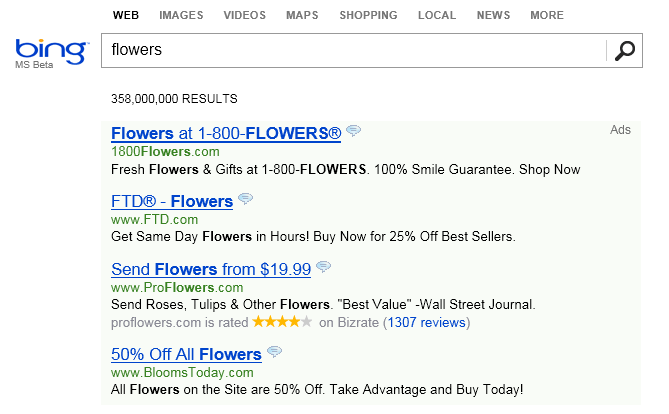 WEB IMAGES VIDEOS MAPS SHOPPING LOCAL NEWS MORE
bing™
MS Beta
flowers
358,000,000 RESULTS
Flowers at 1-800-FLOWERS®
Ads
1800Flowers.com
Fresh Flowers & Gifts at 1-800-FLOWERS. 100% Smile Guarantee. Shop Now
FTD® - Flowers
www.FTD.com
Get Same Day Flowers in Hours! Buy Now for 25% Off Best Sellers.
Send Flowers from $19.99
www.ProFlowers.com
Send Roses, Tulips & Other Flowers. "Best Value" -Wall Street Journal.
proflowers.com is rated ★★★★★ on Bizrate (1307 reviews)
50% Off All Flowers
www.BloomsToday.com
All Flowers on the Site are 50% Off. Take Advantage and Buy Today!